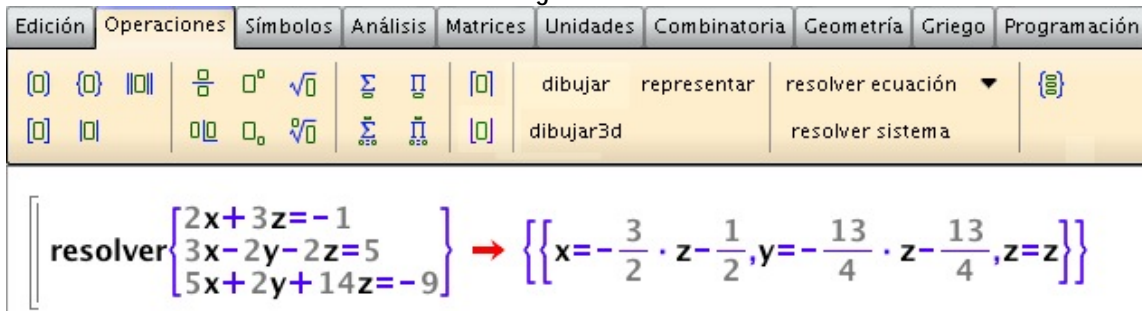 Edición Operaciones Símbolos Análisis Matrices Unidades Combinatoria Geometría Griego Programación
dibujar representar resolver ecuación
dibujar3d resolver sistema
resolver{2x+3z=-1
3x-2y-2z=5
5x+2y+14z=-9} → {{x=-3/2 · z-1/2,y=-13/4 · z-13/4,z=z}}